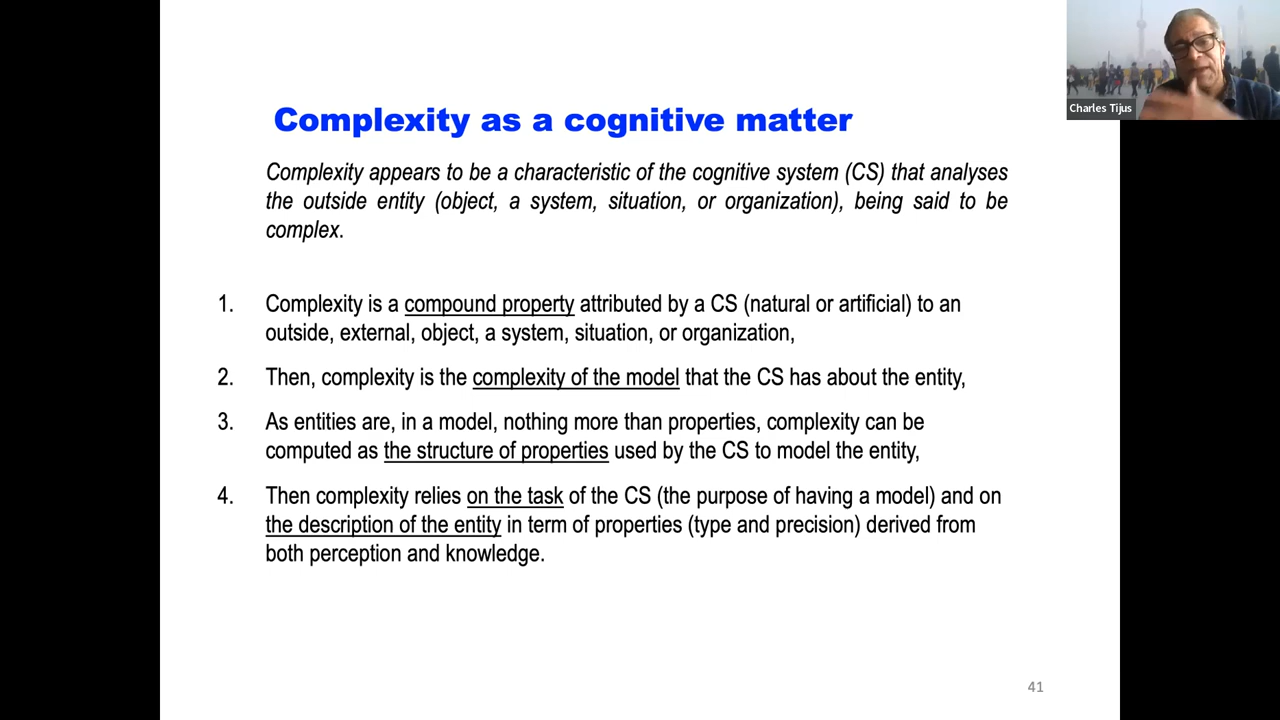 Charles Tijus
Complexity as a cognitive matter
Complexity appears to be a characteristic of the cognitive system (CS) that analyses
the outside entity (object, a system, situation, or organization), being said to be
complex.
1. Complexity is a compound property attributed by a CS (natural or artificial) to an
outside, external, object, a system, situation, or organization,
2. Then, complexity is the complexity of the model that the CS has about the entity,
3. As entities are, in a model, nothing more than properties, complexity can be
computed as the structure of properties used by the CS to model the entity,
4. Then complexity relies on the task of the CS (the purpose of having a model) and on
the description of the entity in term of properties (type and precision) derived from
both perception and knowledge.
41